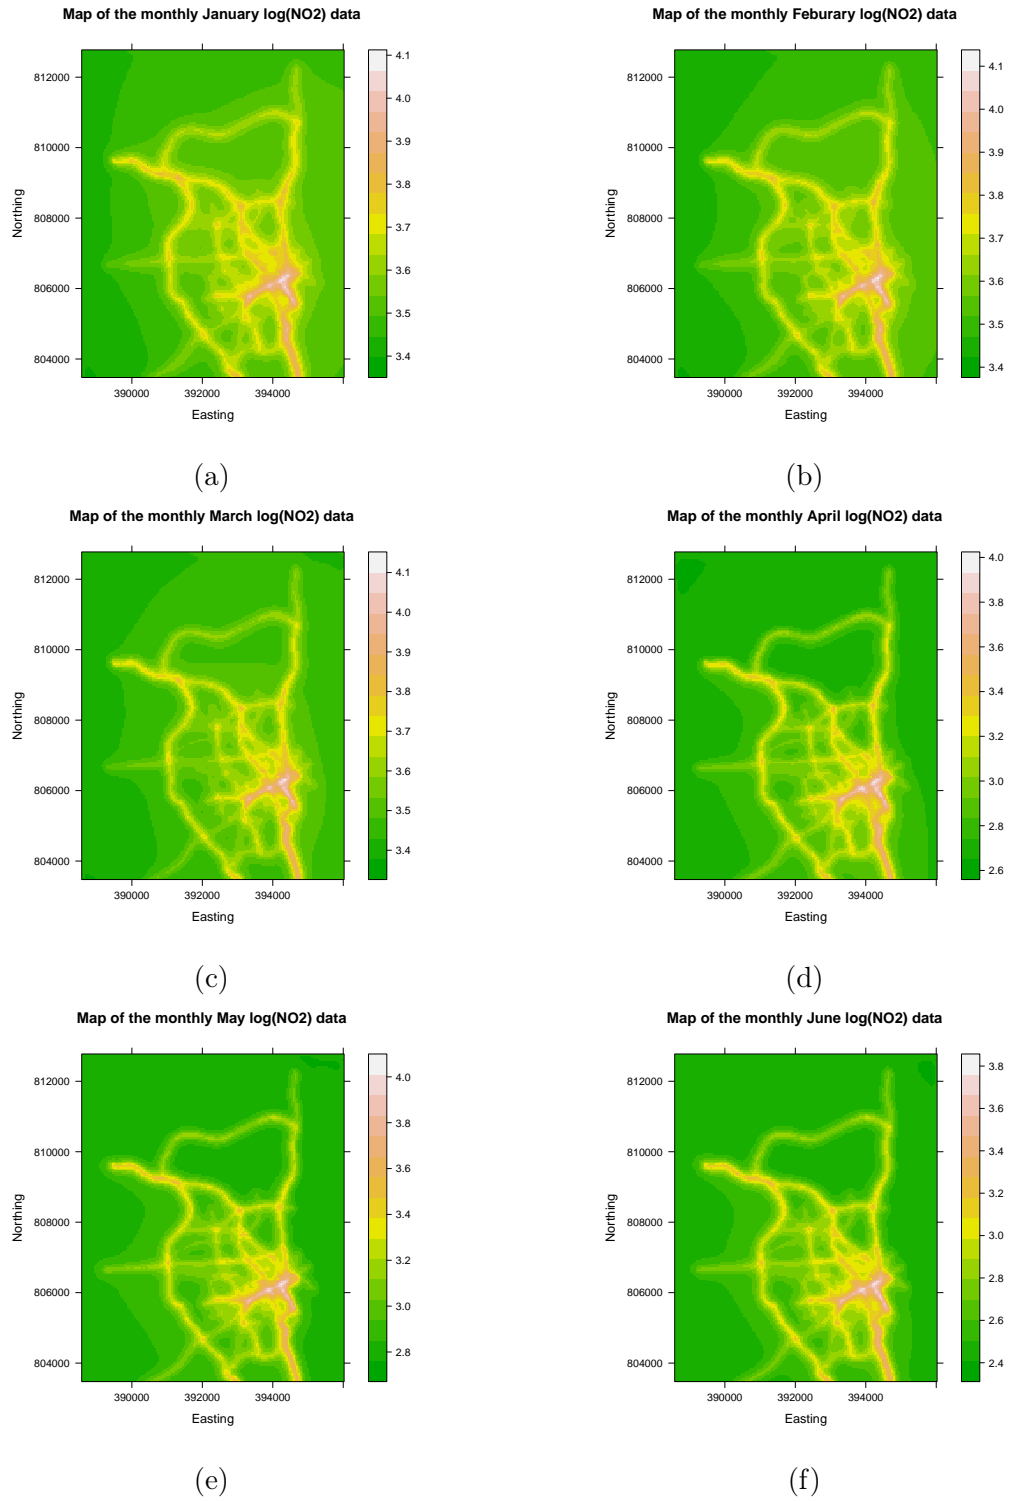 Map of the monthly January log(NO2) data
812000
810000
808000
806000
804000
Northing
390000 392000 394000
Easting
4.1
4.0
3.9
3.8
3.7
3.6
3.5
3.4
(a)
Map of the monthly Feburary log(NO2) data
812000
810000
808000
806000
804000
Northing
390000 392000 394000
Easting
4.1
4.0
3.9
3.8
3.7
3.6
3.5
3.4
(b)
Map of the monthly March log(NO2) data
812000
810000
808000
806000
804000
Northing
390000 392000 394000
Easting
4.1
4.0
3.9
3.8
3.7
3.6
3.5
3.4
(c)
Map of the monthly April log(NO2) data
812000
810000
808000
806000
804000
Northing
390000 392000 394000
Easting
4.0
3.8
3.6
3.4
3.2
3.0
2.8
2.6
(d)
Map of the monthly May log(NO2) data
812000
810000
808000
806000
804000
Northing
390000 392000 394000
Easting
4.0
3.8
3.6
3.4
3.2
3.0
2.8
(e)
Map of the monthly June log(NO2) data
812000
810000
808000
806000
804000
Northing
390000 392000 394000
Easting
3.8
3.6
3.4
3.2
3.0
2.8
2.6
2.4
(f)